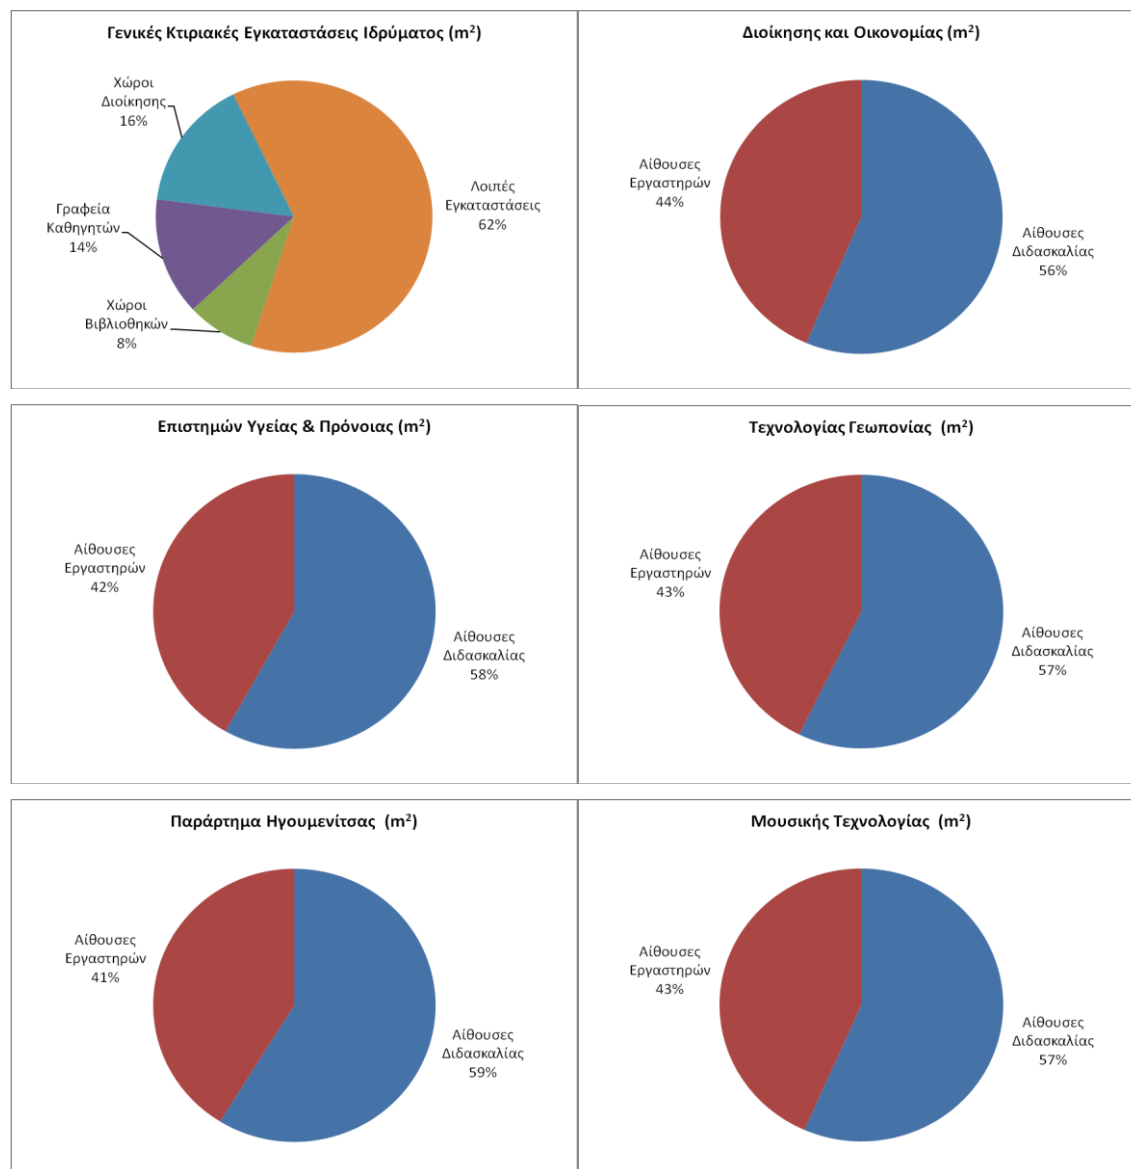 Γενικές Κτιριακές Εγκαταστάσεις Ιδρύματος (m²)
Χώροι
Διοίκησης
16%
Λοιπές
Εγκαταστάσεις
62%
Γραφεία
Καθηγητών
14%
Χώροι
Βιβλιοθηκών
8%
Διοίκησης και Οικονομίας (m²)
Αίθουσες
Εργαστηρών
44%
Αίθουσες
Διδασκαλίας
56%
Επιστημών Υγείας & Πρόνοιας (m²)
Αίθουσες
Εργαστηρών
42%
Αίθουσες
Διδασκαλίας
58%
Τεχνολογίας Γεωπονίας (m²)
Αίθουσες
Εργαστηρών
43%
Αίθουσες
Διδασκαλίας
57%
Παράρτημα Ηγουμενίτσας (m²)
Αίθουσες
Εργαστηρών
41%
Αίθουσες
Διδασκαλίας
59%
Μουσικής Τεχνολογίας (m²)
Αίθουσες
Εργαστηρών
43%
Αίθουσες
Διδασκαλίας
57%